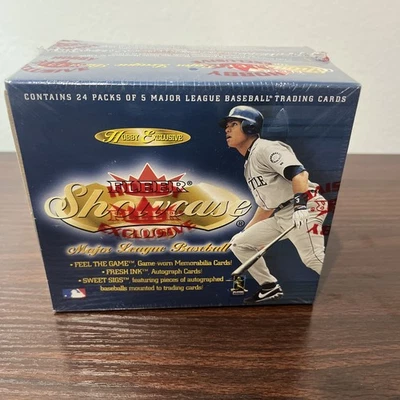 CONTAINS 24 PACKS OF 5 MAJOR LEAGUE BASEBALL® TRADING CARDS
HOBBY EXCLUSIVE
FLEER
Showcase®
EXCLUSIVE
Major League Baseball
• FEEL THE GAME™, Game-worn Memorabilia Cards!
• FRESH INK™, Autograph Cards!
• SWEET SIGS™, featuring pieces of autographed
baseballs mounted to trading cards!